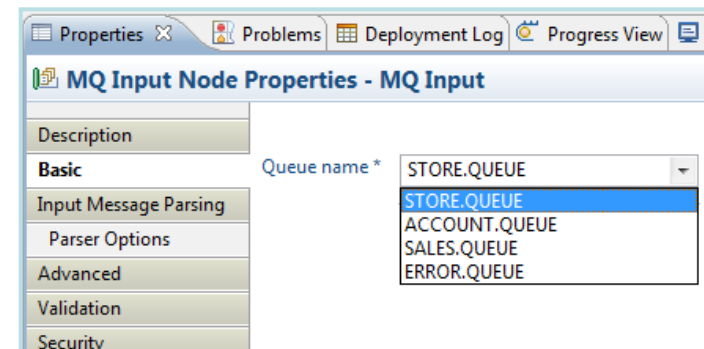 Properties Problems Deployment Log Progress View
MQ Input Node Properties - MQ Input
Description
Basic
Queue name * STORE.QUEUE
STORE.QUEUE
Input Message Parsing
ACCOUNT.QUEUE
Parser Options
SALES.QUEUE
Advanced
ERROR.QUEUE
Validation
Security